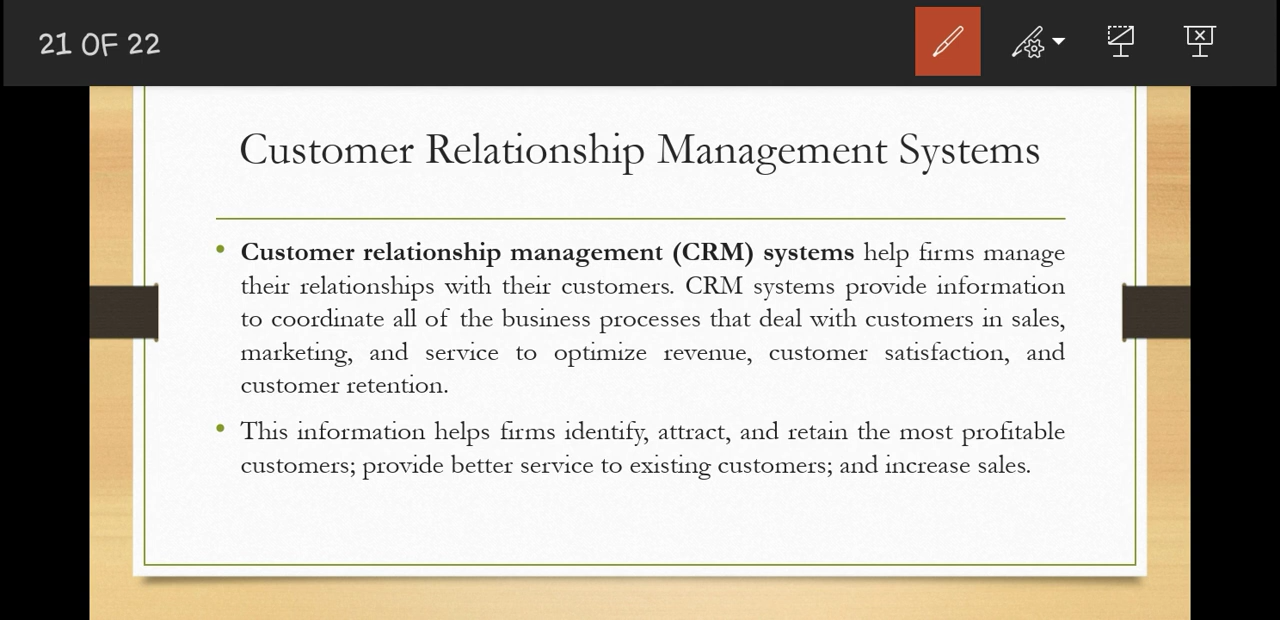 21 OF 22
Customer Relationship Management Systems
• Customer relationship management (CRM) systems help firms manage
their relationships with their customers. CRM systems provide information
to coordinate all of the business processes that deal with customers in sales,
marketing, and service to optimize revenue, customer satisfaction, and
customer retention.
• This information helps firms identify, attract, and retain the most profitable
customers; provide better service to existing customers; and increase sales.